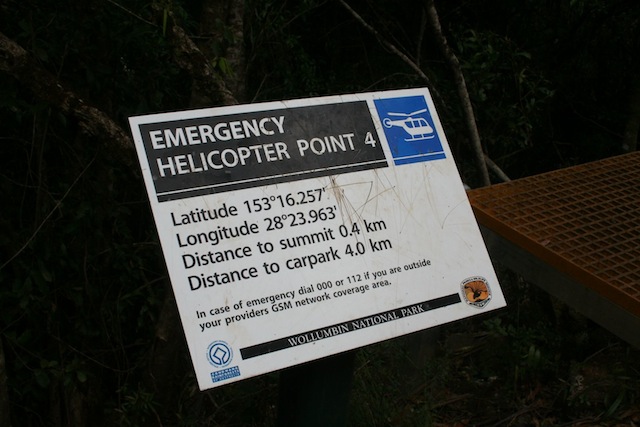 EMERGENCY
HELICOPTER POINT 4
Latitude 153°16.257'
Longitude 28°23.963'
Distance to summit 0.4 km
Distance to carpark 4.0 km
In case of emergency dial 000 or 112 if you are outside
your providers GSM network coverage area.
WOLLUMBIN NATIONAL PARK